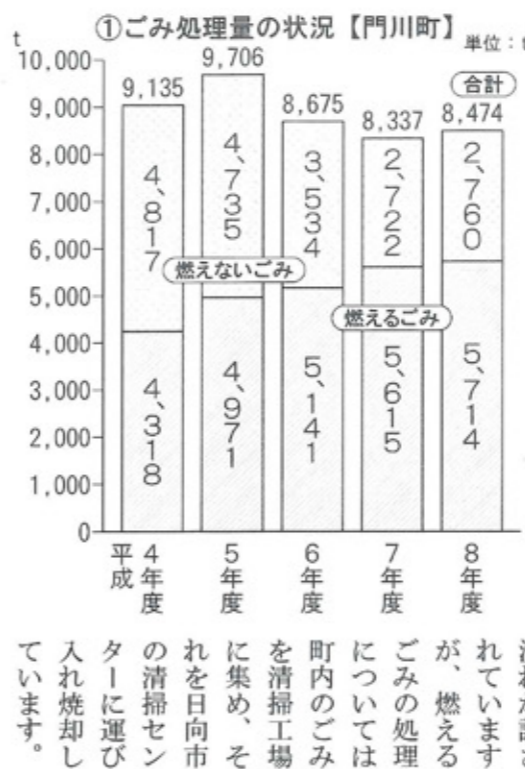 ①ごみ処理量の状況【門川町】
単位：t
t
10,000
9,000
8,000
7,000
6,000
5,000
4,000
3,000
2,000
1,000
0
合計
9,135
9,706
8,675
8,337
8,474
4、817
4、735
3、534
2、722
2、760
燃えないごみ
燃えるごみ
4、318
4、971
5、141
5、615
5、714
平成
4年度
5年度
6年度
7年度
8年度
れています
が、燃える
ごみの処理
については
町内のごみ
を清掃工場
に集め、そ
れを日向市
の清掃セン
ターに運び
入れ焼却し
ています。